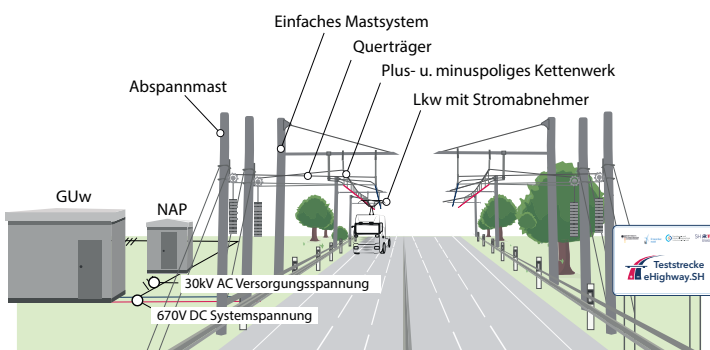 Einfaches Mastsystem
Querträger
Plus- u. minuspoliges Kettenwerk
Abspannmast
Lkw mit Stromabnehmer
GUw
NAP
30kV AC Versorgungsspannung
670V DC Systemspannung
Teststrecke
eHighway.SH